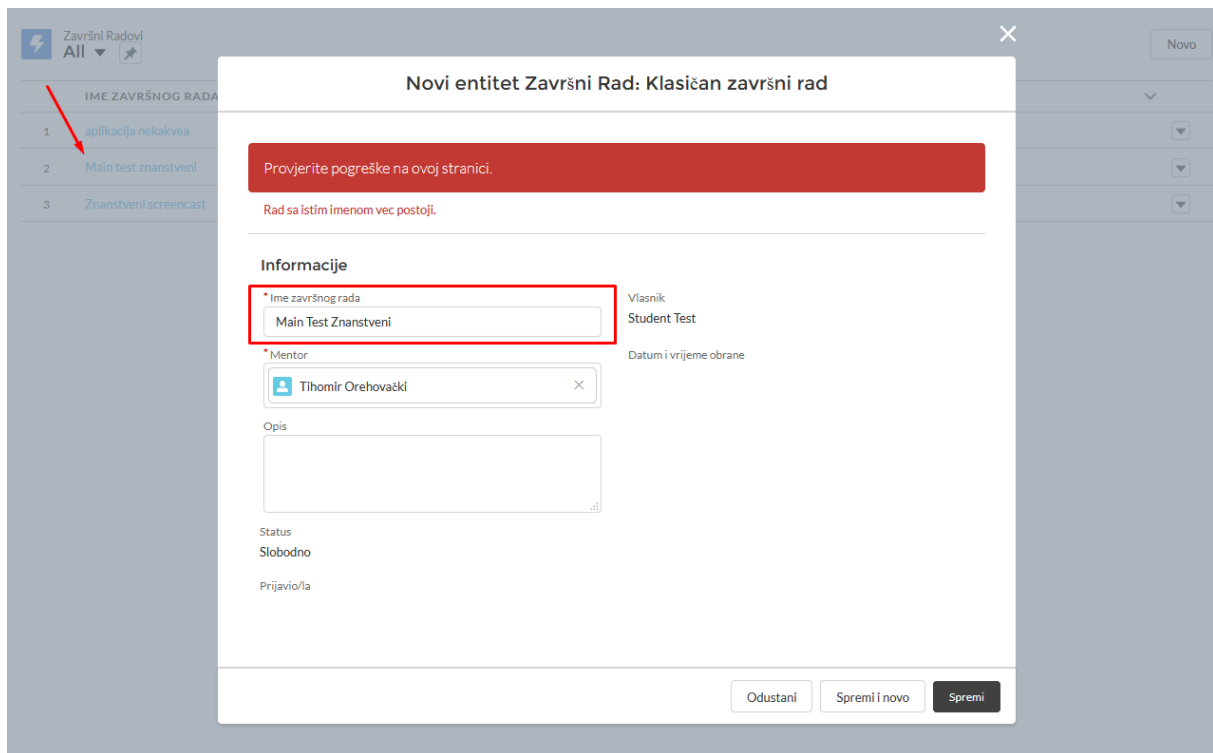 Završni Radovi
All
Novo
IME ZAVRŠNOG RADA
1 aplikacija nekakvea
2 Main test znanstveni
3 Znanstveni screencast
Novi entitet Završni Rad: Klasičan završni rad
Provjerite pogreške na ovoj stranici.
Rad sa istim imenom vec postoji.
Informacije
*Ime završnog rada
Main Test Znanstveni
Vlasnik
Student Test
*Mentor
Tihomir Orehovački
Datum i vrijeme obrane
Opis
Status
Slobodno
Prijavio/la
Odustani
Spremi i novo
Spremi